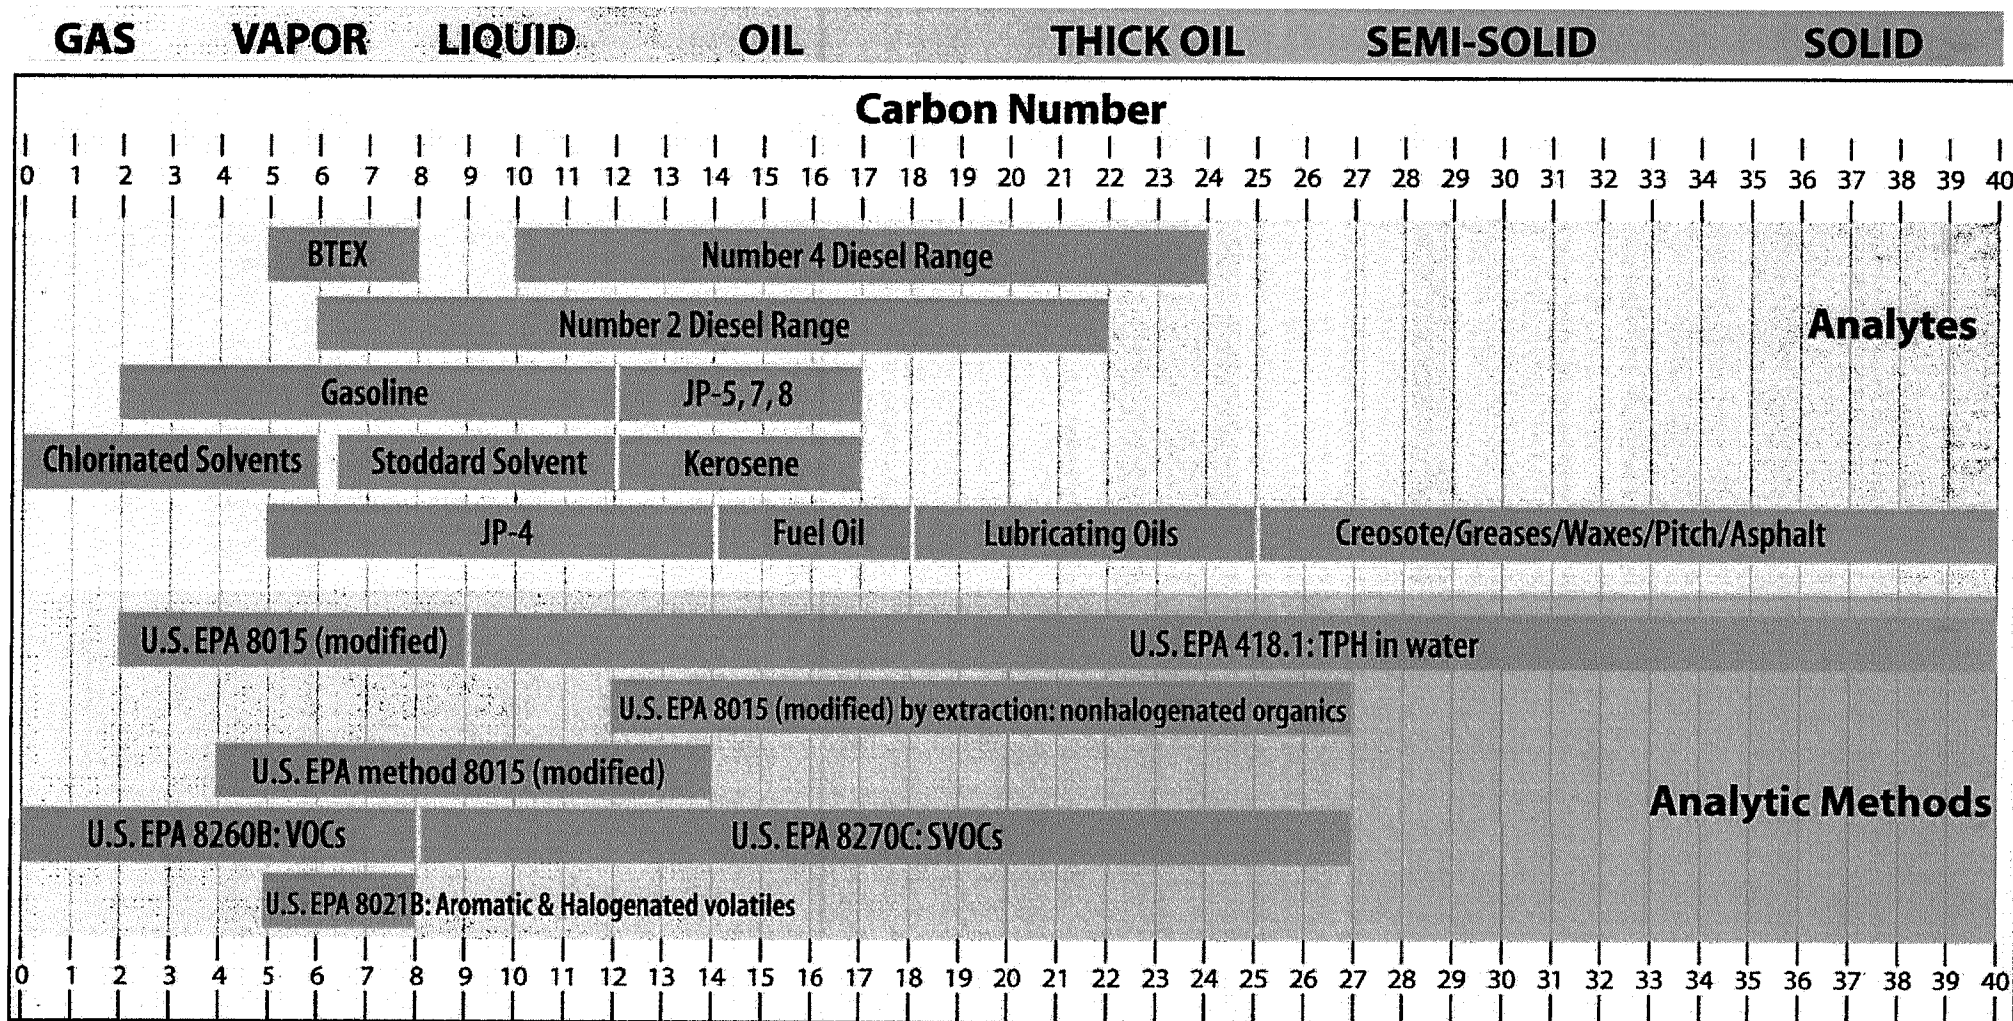 GAS VAPOR LIQUID OIL THICK OIL SEMI-SOLID SOLID
Carbon Number
0 1 2 3 4 5 6 7 8 9 10 11 12 13 14 15 16 17 18 19 20 21 22 23 24 25 26 27 28 29 30 31 32 33 34 35 36 37 38 39 40
BTEX Number 4 Diesel Range
Number 2 Diesel Range Analytes
Gasoline JP-5, 7, 8
Chlorinated Solvents Stoddard Solvent Kerosene
JP-4 Fuel Oil Lubricating Oils Creosote/Greases/Waxes/Pitch/Asphalt
U.S. EPA 8015 (modified) U.S. EPA 418.1: TPH in water
U.S. EPA 8015 (modified) by extraction: nonhalogenated organics
U.S. EPA method 8015 (modified)
Analytic Methods
U.S. EPA 8260B: VOCs U.S. EPA 8270C: SVOCs
U.S. EPA 8021B: Aromatic & Halogenated volatiles
0 1 2 3 4 5 6 7 8 9 10 11 12 13 14 15 16 17 18 19 20 21 22 23 24 25 26 27 28 29 30 31 32 33 34 35 36 37 38 39 40